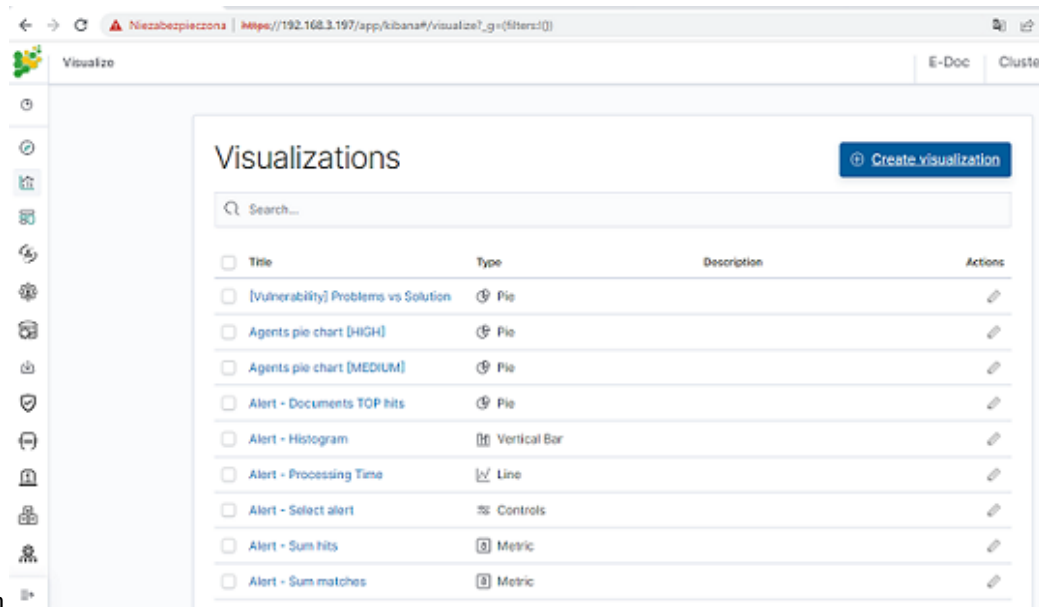 Niezabezpieczona | https://192.168.3.197/app/kibana#/visualize?_g=(filters:!())
Visualize
E-Doc
Cluste
Visualizations
Create visualization
Search...
Title Type Description Actions
[Vulnerability] Problems vs Solution Pie
Agents pie chart [HIGH] Pie
Agents pie chart [MEDIUM] Pie
Alert - Documents TOP hits Pie
Alert - Histogram Vertical Bar
Alert - Processing Time Line
Alert - Select alert Controls
Alert - Sum hits Metric
Alert - Sum matches Metric